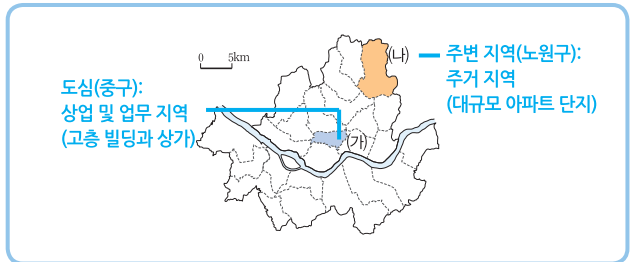 0 5km
(나)
주변 지역(노원구):
주거 지역
(대규모 아파트 단지)
도심(중구):
상업 및 업무 지역
(고층 빌딩과 상가)
(가)